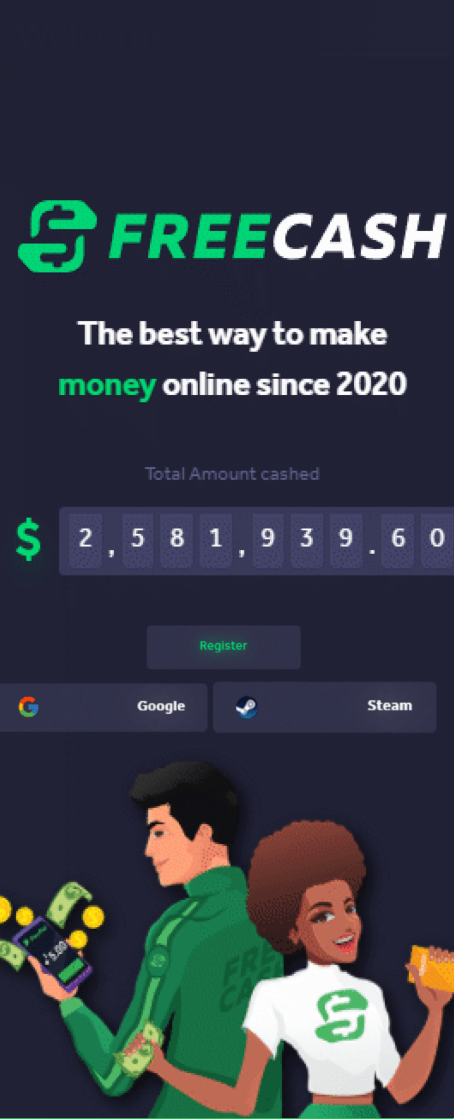 FREECASH
The best way to make
money online since 2020
Total Amount cashed
$ 2,581,939.60
Register
Google Steam
$5.00
FREE
CASH